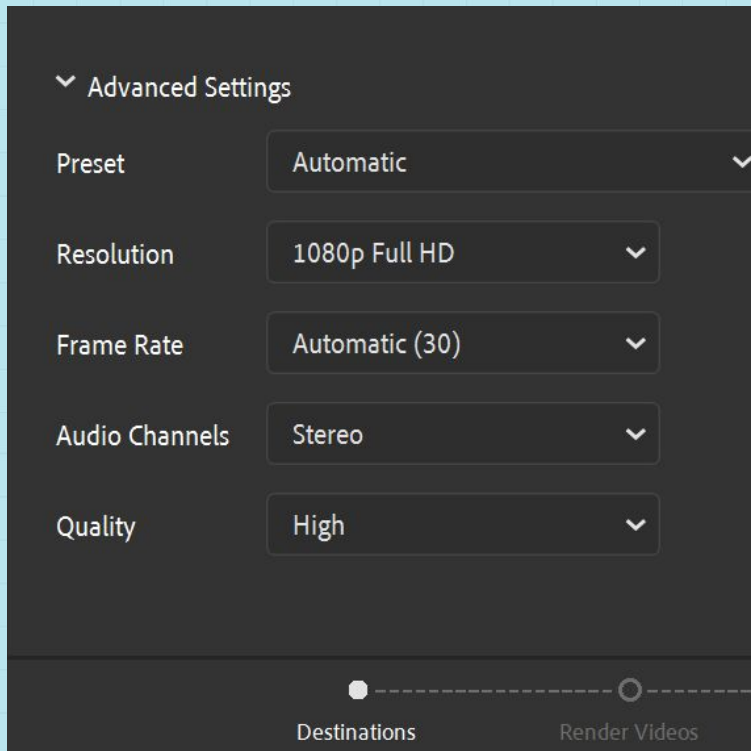 Advanced Settings
Preset Automatic
Resolution 1080p Full HD
Frame Rate Automatic (30)
Audio Channels Stereo
Quality High
Destinations Render Videos